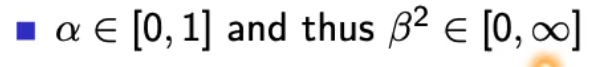 α ∈ [0, 1] and thus β² ∈ [0, ∞]